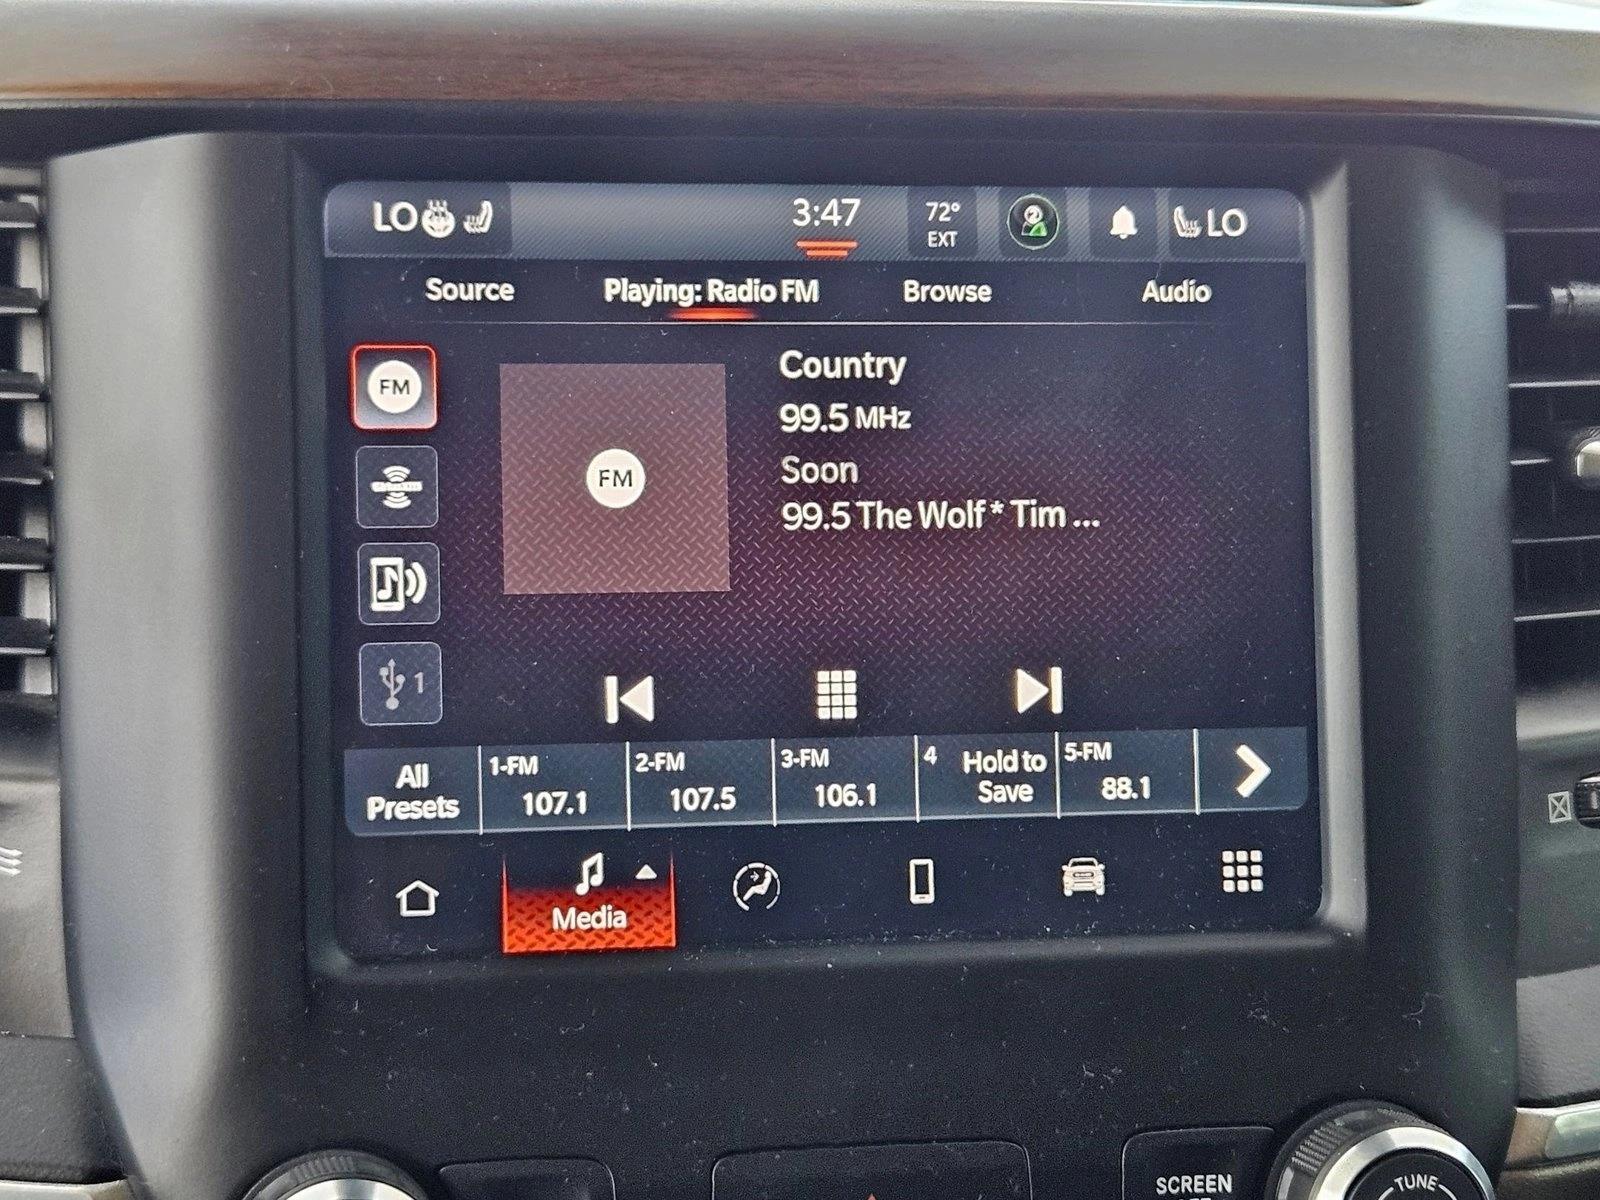 LO
3:47
72°
EXT
2
LO
Source
Playing: Radio FM
Browse
Audio
FM
FM
Country
99.5 MHz
Soon
99.5 The Wolf * Tim ...
1
All
Presets
1-FM
107.1
2-FM
107.5
3-FM
106.1
4
Hold to
Save
5-FM
88.1
Media
SCREEN
TUNE